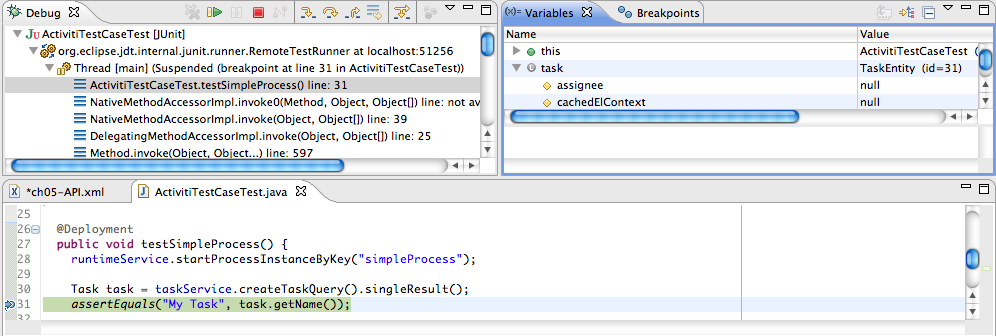 Debug
ActivitiTestCaseTest [JUnit]
org.eclipse.jdt.internal.junit.runner.RemoteTestRunner at localhost:51256
Thread [main] (Suspended (breakpoint at line 31 in ActivitiTestCaseTest))
ActivitiTestCaseTest.testSimpleProcess() line: 31
NativeMethodAccessorImpl.invoke0(Method, Object, Object[]) line: not av
NativeMethodAccessorImpl.invoke(Object, Object[]) line: 39
DelegatingMethodAccessorImpl.invoke(Object, Object[]) line: 25
Method.invoke(Object, Object...) line: 597
(x)= Variables Breakpoints
Name Value
this ActivitiTestCaseTest (
task TaskEntity (id=31)
assignee null
cachedElContext null
*ch05-API.xml ActivitiTestCaseTest.java
25
26 @Deployment
27 public void testSimpleProcess() {
28 runtimeService.startProcessInstanceByKey("simpleProcess");
29
30 Task task = taskService.createTaskQuery().singleResult();
31 assertEquals("My Task", task.getName());
32